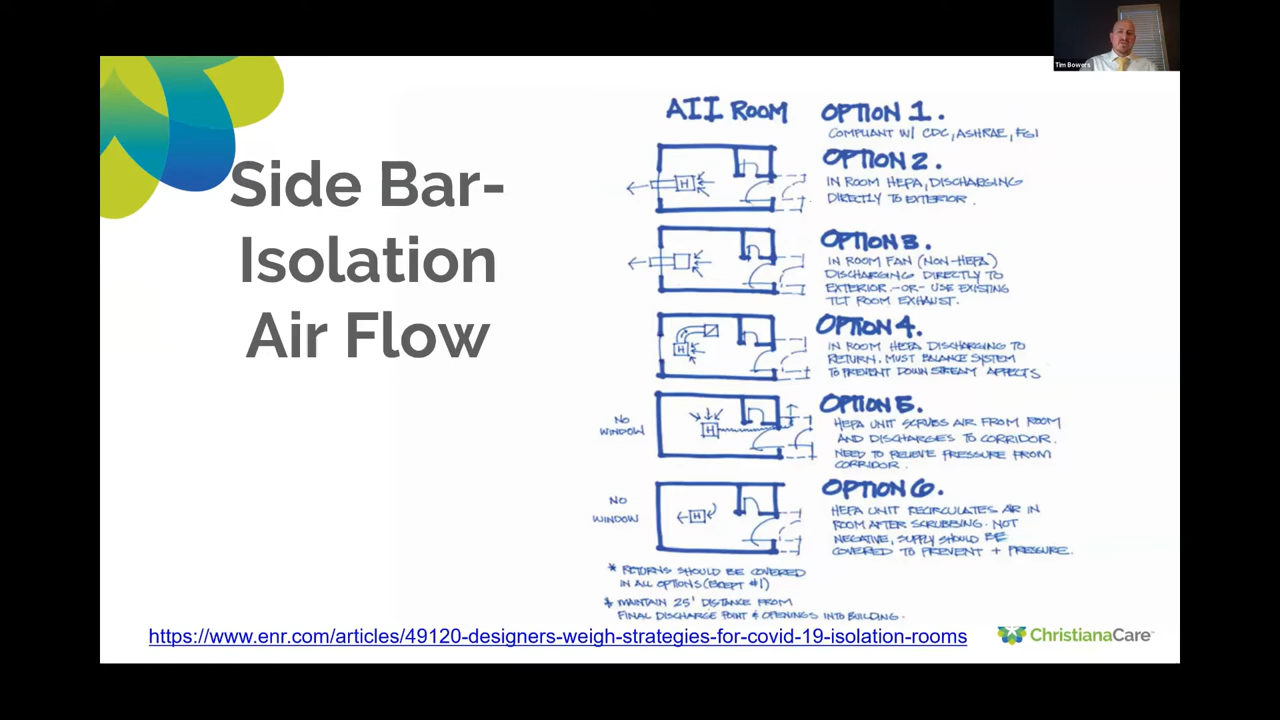 Tim Bowers
Side Bar-
Isolation
Air Flow
AII ROOM
OPTION 1.
COMPLIANT W/ CDC, ASHRAE, FGI
OPTION 2.
IN ROOM HEPA, DISCHARGING
DIRECTLY TO EXTERIOR.
H
OPTION 3.
IN ROOM FAN (NON-HEPA)
DISCHARGING DIRECTLY TO
EXTERIOR. -OR- USE EXISTING
TLT ROOM EXHAUST.
OPTION 4.
IN ROOM HEPA DISCHARGING TO
RETURN. MUST BALANCE SYSTEM
TO PREVENT DOWN STREAM AFFECTS
H
NO
WINDOW
H
OPTION 5.
HEPA UNIT SCRUBS AIR FROM ROOM
AND DISCHARGES TO CORRIDOR.
NEED TO RELIEVE PRESSURE FROM
CORRIDOR.
NO
WINDOW
H
OPTION 6.
HEPA UNIT RECIRCULATES AIR IN
ROOM AFTER SCRUBBING. NOT
NEGATIVE, SUPPLY SHOULD BE
COVERED TO PREVENT + PRESSURE.
* RETURNS SHOULD BE COVERED
IN ALL OPTIONS (EXCEPT #1)
* MAINTAIN 25' DISTANCE FROM
FINAL DISCHARGE POINT & OPENINGS INTO BUILDING.
https://www.enr.com/articles/49120-designers-weigh-strategies-for-covid-19-isolation-rooms
ChristianaCare™